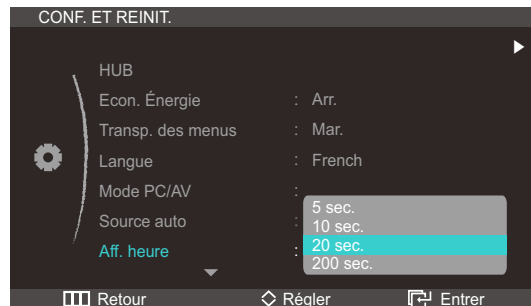 CONF. ET REINIT.
HUB
Econ. Énergie : Arr.
Transp. des menus : Mar.
Langue : French
Mode PC/AV :
Source auto :
Aff. heure :
5 sec.
10 sec.
20 sec.
200 sec.
Retour Régler Entrer